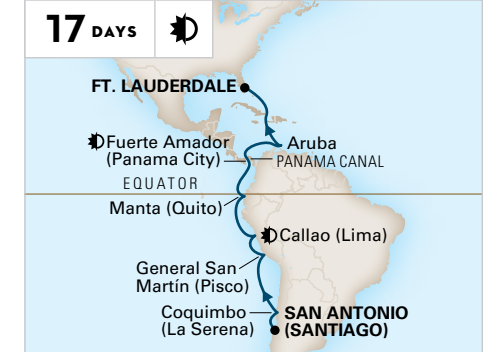 17 DAYS
FT. LAUDERDALE
Fuerte Amador
(Panama City)
Aruba
PANAMA CANAL
EQUATOR
Manta (Quito)
Callao (Lima)
General San
Martín (Pisco)
Coquimbo
(La Serena)
SAN ANTONIO
(SANTIAGO)